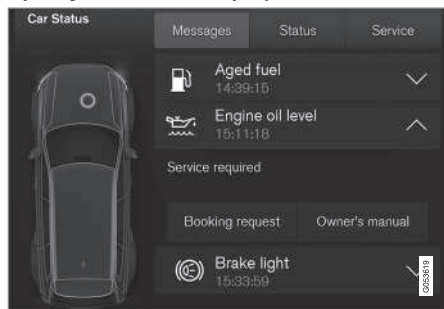 Car Status
Messages Status Service
Aged fuel
14:39:15
Engine oil level
15:11:18
Service required
Booking request Owner's manual
Brake light
15:33:59
G053619